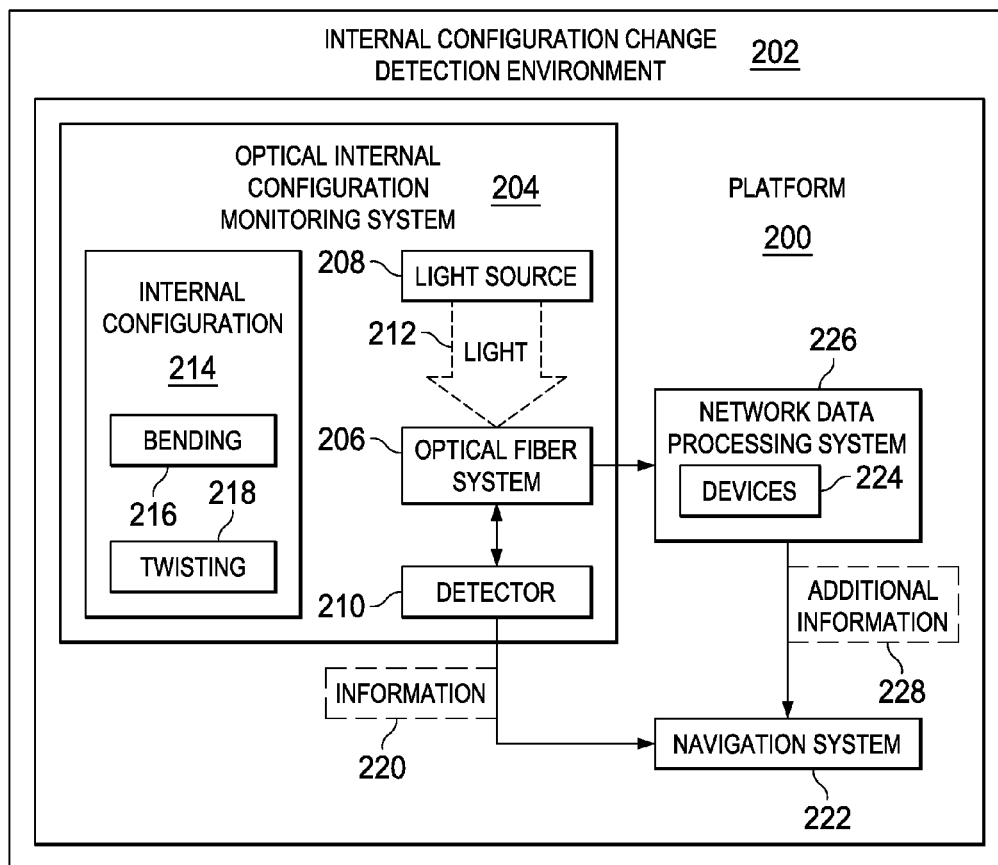 INTERNAL CONFIGURATION CHANGE
DETECTION ENVIRONMENT
202
OPTICAL INTERNAL
CONFIGURATION
MONITORING SYSTEM
204
PLATFORM
200
INTERNAL
CONFIGURATION
214
BENDING
216
218
TWISTING
208
LIGHT SOURCE
212
LIGHT
206
OPTICAL FIBER
SYSTEM
210
DETECTOR
226
NETWORK DATA
PROCESSING SYSTEM
DEVICES
224
INFORMATION
220
ADDITIONAL
INFORMATION
228
NAVIGATION SYSTEM
222